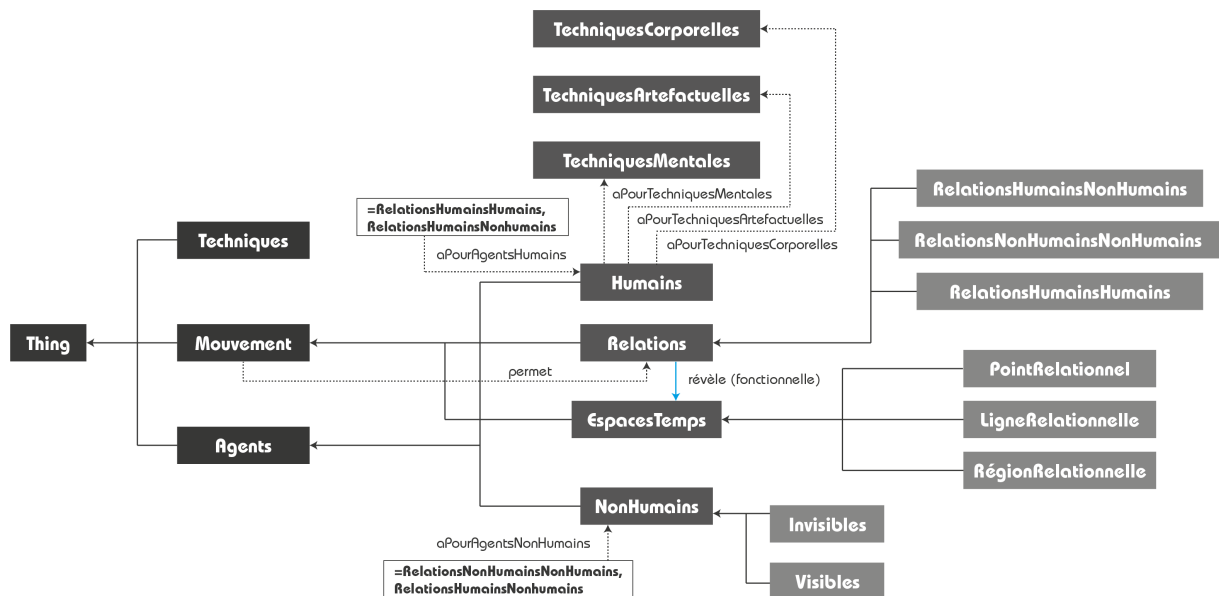 TechniquesCorporelles
TechniquesArtefactuelles
TechniquesMentales
aPourTechniquesMentales
aPourTechniquesArtefactuelles
aPourTechniquesCorporelles
=RelationsHumainsHumains,
RelationsHumainsNonhumains
aPourAgentsHumains
RelationsHumainsNonHumains
RelationsNonHumainsNonHumains
RelationsHumainsHumains
Techniques
Humains
Thing
Mouvement
Relations
permet
révèle (fonctionnelle)
PointRelationnel
EspacesTemps
LigneRelationnelle
Agents
RégionRelationnelle
NonHumains
Invisibles
aPourAgentsNonHumains
=RelationsNonHumainsNonHumains,
RelationsHumainsNonhumains
Visibles